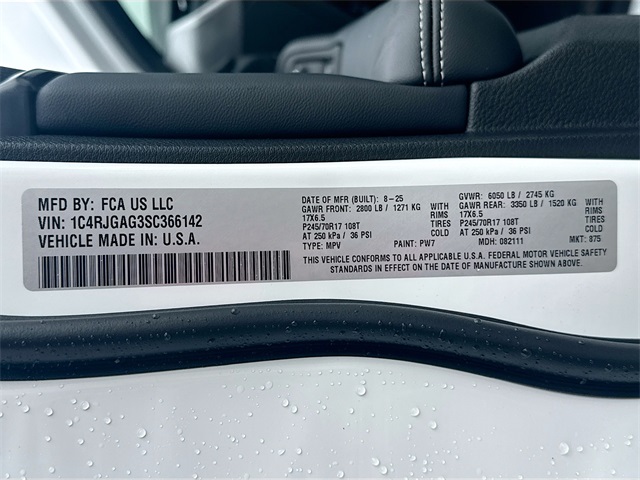 MFD BY: FCA US LLC
VIN: 1C4RJGAG3SC366142
VEHICLE MADE IN: U.S.A.
DATE OF MFR (BUILT): 8-25
GAWR FRONT: 2800 LB / 1271 KG WITH
17X6.5 RIMS
P245/70R17 108T TIRES
AT 250 kPa / 36 PSI COLD
TYPE: MPV PAINT: PW7
GVWR: 6050 LB / 2745 KG
GAWR REAR: 3350 LB / 1520 KG WITH
17X6.5 RIMS
P245/70R17 108T TIRES
AT 250 kPa / 36 PSI COLD
MDH: 082111 MKT: 875
THIS VEHICLE CONFORMS TO ALL APPLICABLE U.S.A. FEDERAL MOTOR VEHICLE SAFETY
STANDARDS IN EFFECT ON THE DATE OF MANUFACTURE SHOWN ABOVE.